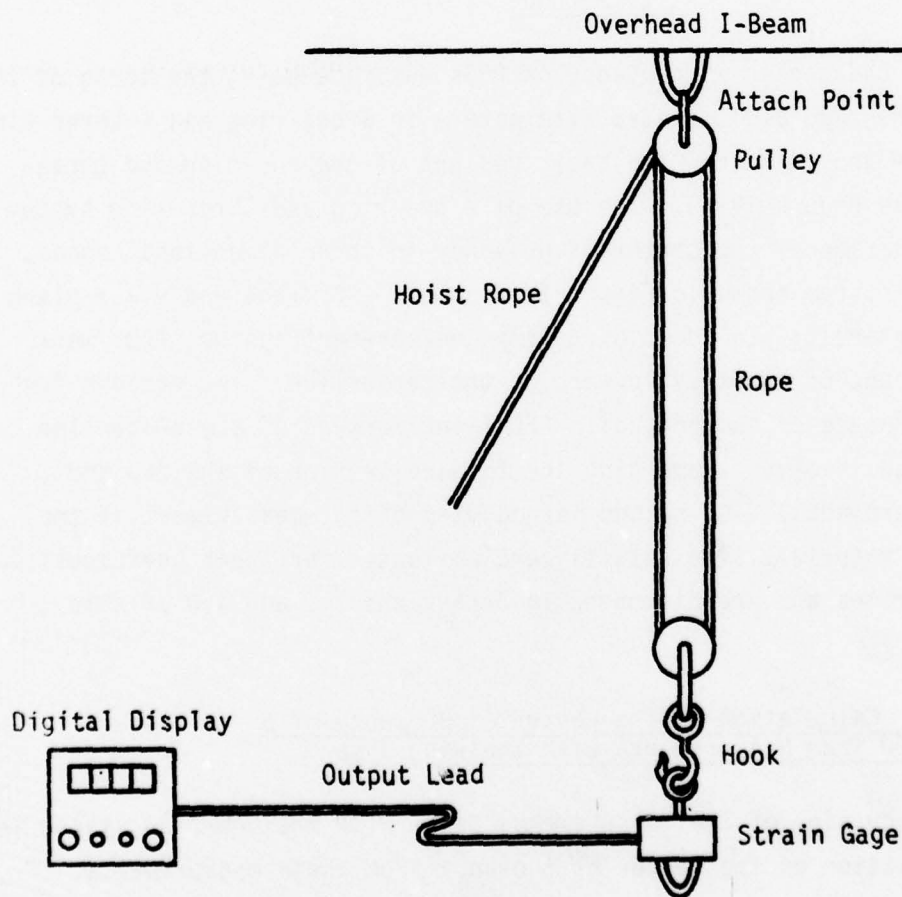 Overhead I-Beam
Attach Point
Pulley
Hoist Rope
Rope
Digital Display
Output Lead
Hook
Strain Gage